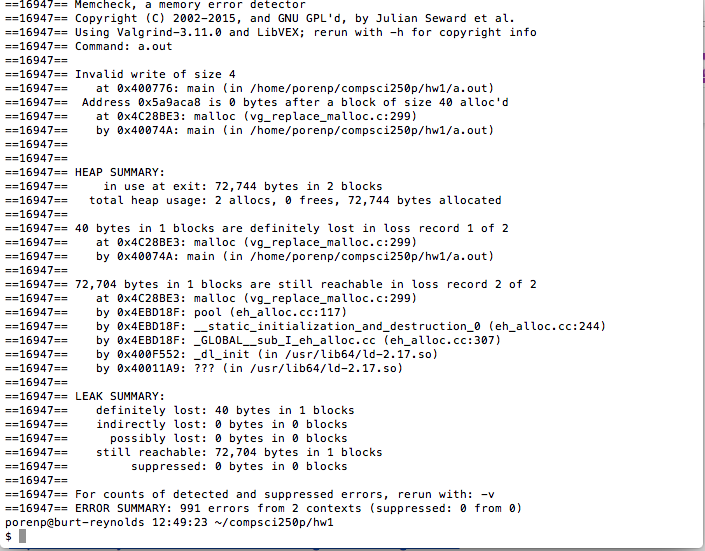 ==16947== Memcheck, a memory error detector
==16947== Copyright (C) 2002-2015, and GNU GPL'd, by Julian Seward et al.
==16947== Using Valgrind-3.11.0 and LibVEX; rerun with -h for copyright info
==16947== Command: a.out
==16947==
==16947== Invalid write of size 4
==16947==    at 0x400776: main (in /home/porenp/compsci250p/hw1/a.out)
==16947==  Address 0x5a9aca8 is 0 bytes after a block of size 40 alloc'd
==16947==    at 0x4C28BE3: malloc (vg_replace_malloc.c:299)
==16947==    by 0x40074A: main (in /home/porenp/compsci250p/hw1/a.out)
==16947==
==16947==
==16947== HEAP SUMMARY:
==16947==     in use at exit: 72,744 bytes in 2 blocks
==16947==   total heap usage: 2 allocs, 0 frees, 72,744 bytes allocated
==16947==
==16947== 40 bytes in 1 blocks are definitely lost in loss record 1 of 2
==16947==    at 0x4C28BE3: malloc (vg_replace_malloc.c:299)
==16947==    by 0x40074A: main (in /home/porenp/compsci250p/hw1/a.out)
==16947==
==16947== 72,704 bytes in 1 blocks are still reachable in loss record 2 of 2
==16947==    at 0x4C28BE3: malloc (vg_replace_malloc.c:299)
==16947==    by 0x4EBD18F: pool (eh_alloc.cc:117)
==16947==    by 0x4EBD18F: __static_initialization_and_destruction_0 (eh_alloc.cc:244)
==16947==    by 0x4EBD18F: _GLOBAL__sub_I_eh_alloc.cc (eh_alloc.cc:307)
==16947==    by 0x400F552: _dl_init (in /usr/lib64/ld-2.17.so)
==16947==    by 0x40011A9: ??? (in /usr/lib64/ld-2.17.so)
==16947==
==16947== LEAK SUMMARY:
==16947==    definitely lost: 40 bytes in 1 blocks
==16947==    indirectly lost: 0 bytes in 0 blocks
==16947==      possibly lost: 0 bytes in 0 blocks
==16947==    still reachable: 72,704 bytes in 1 blocks
==16947==         suppressed: 0 bytes in 0 blocks
==16947==
==16947== For counts of detected and suppressed errors, rerun with: -v
==16947== ERROR SUMMARY: 991 errors from 2 contexts (suppressed: 0 from 0)
porenp@burt-reynolds 12:49:23 ~/compsci250p/hw1
$